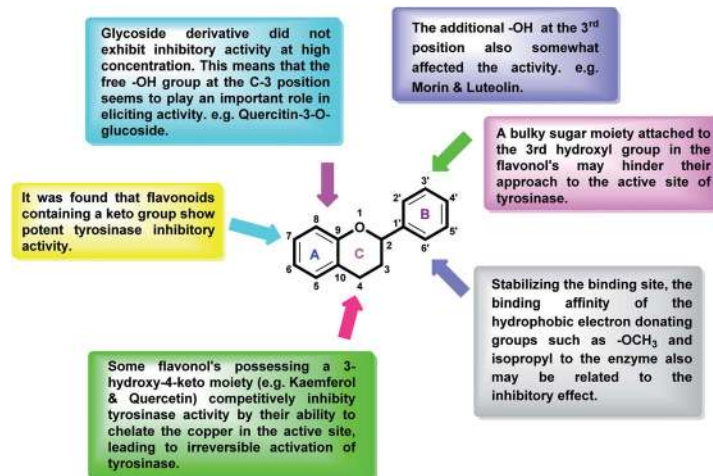 Glycoside derivative did not
exhibit inhibitory activity at high
concentration. This means that the
free -OH group at the C-3 position
seems to play an important role in
eliciting activity. e.g. Quercitin-3-O-
glucoside.
The additional -OH at the 3rd
position also somewhat
affected the activity. e.g.
Morin & Luteolin.
A bulky sugar moiety attached to
the 3rd hydroxyl group in the
flavonol's may hinder their
approach to the active site of
tyrosinase.
It was found that flavonoids
containing a keto group show
potent tyrosinase inhibitory
activity.
3'
2'
4'
B
8
O
1
1'
5'
7
9
2
6'
A
C
6
10
3
5
4
Stabilizing the binding site, the
binding affinity of the
hydrophobic electron donating
groups such as -OCH3 and
isopropyl to the enzyme also
may be related to the
inhibitory effect.
Some flavonol's possessing a 3-
hydroxy-4-keto moiety (e.g. Kaemferol
& Quercetin) competitively inhibity
tyrosinase activity by their ability to
chelate the copper in the active site,
leading to irreversible activation of
tyrosinase.